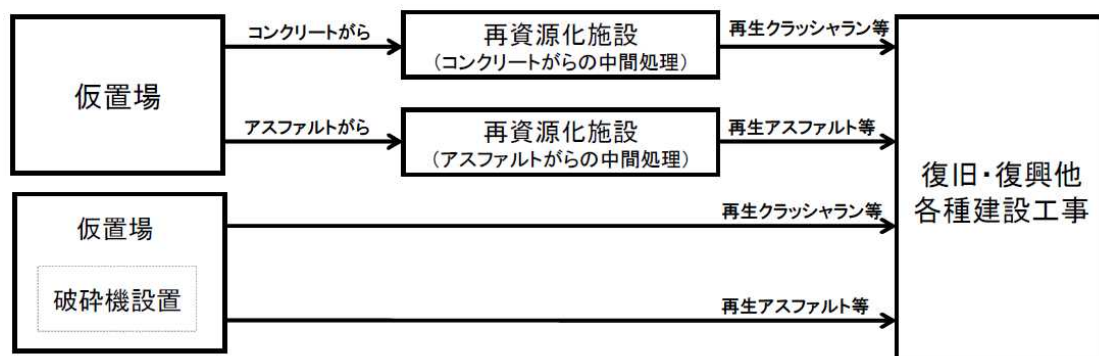 仮置場
コンクリートがら
再資源化施設
（コンクリートがらの中間処理）
再生クラッシャラン等
アスファルトがら
再資源化施設
（アスファルトがらの中間処理）
再生アスファルト等
仮置場
破砕機設置
再生クラッシャラン等
再生アスファルト等
復旧・復興他
各種建設工事